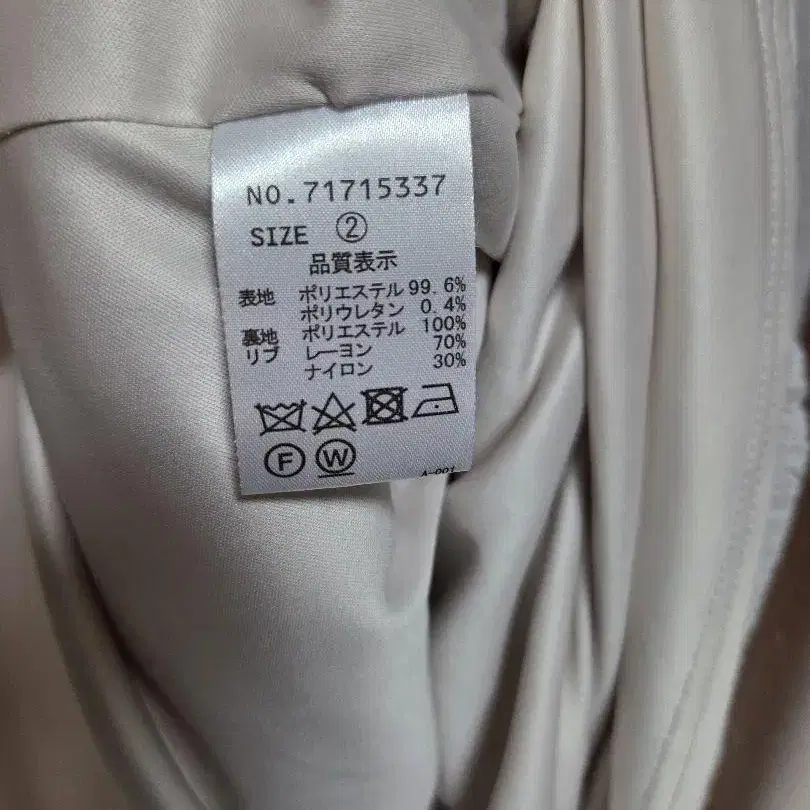 NO.71715337
SIZE ②
品質表示
表地 ポリエステル 99.6%
ポリウレタン 0.4%
裏地 ポリエステル 100%
リブ レーヨン 70%
ナイロン 30%
F W
A-001